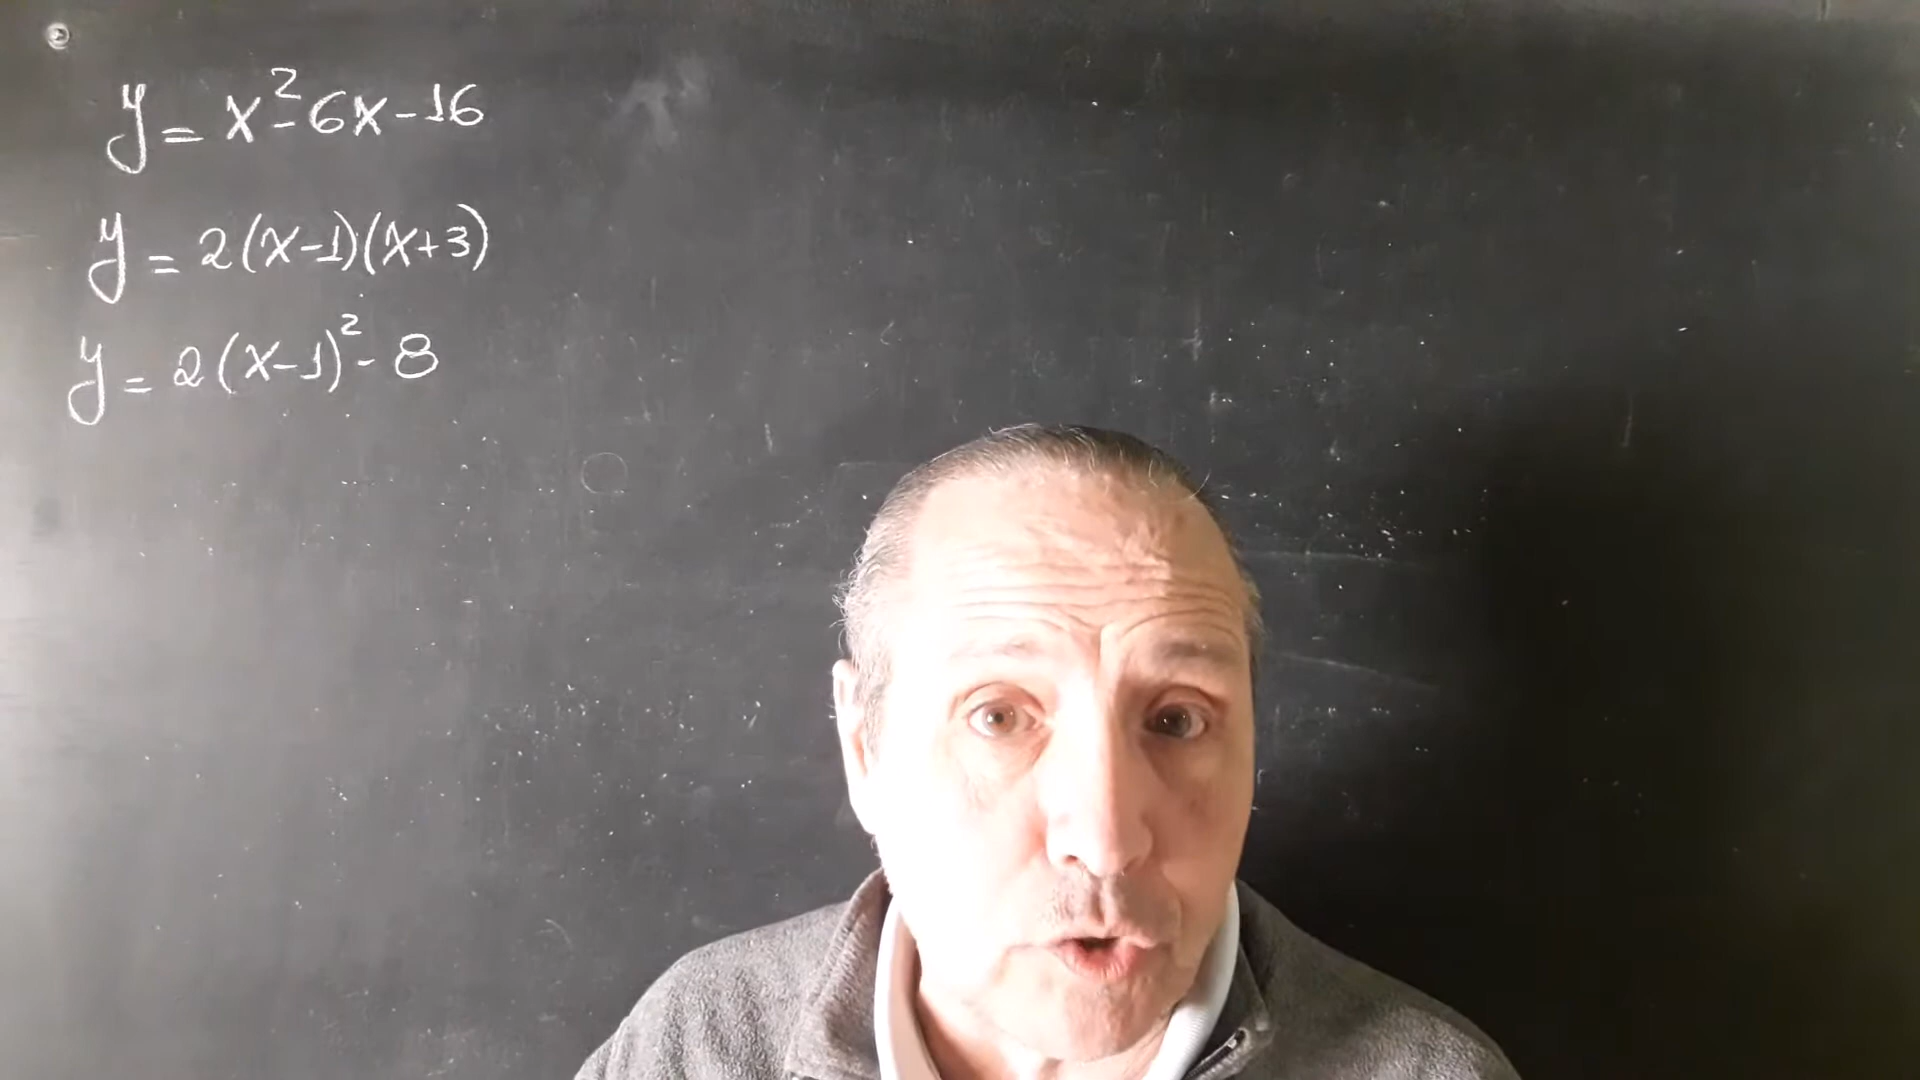 y = x²-6x-16
y = 2(x-1)(x+3)
y = 2(x-1)²-8